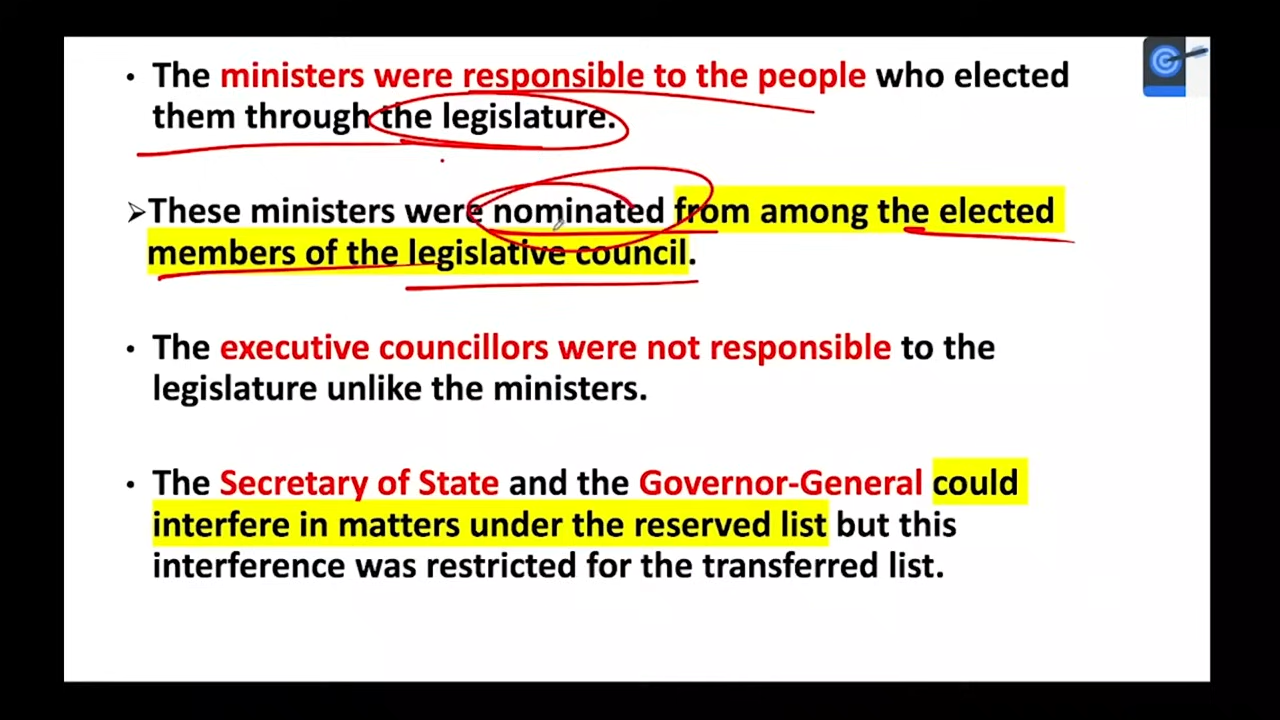 • The ministers were responsible to the people who elected
them through the legislature.
➢These ministers were nominated from among the elected
members of the legislative council.
• The executive councillors were not responsible to the
legislature unlike the ministers.
• The Secretary of State and the Governor-General could
interfere in matters under the reserved list but this
interference was restricted for the transferred list.